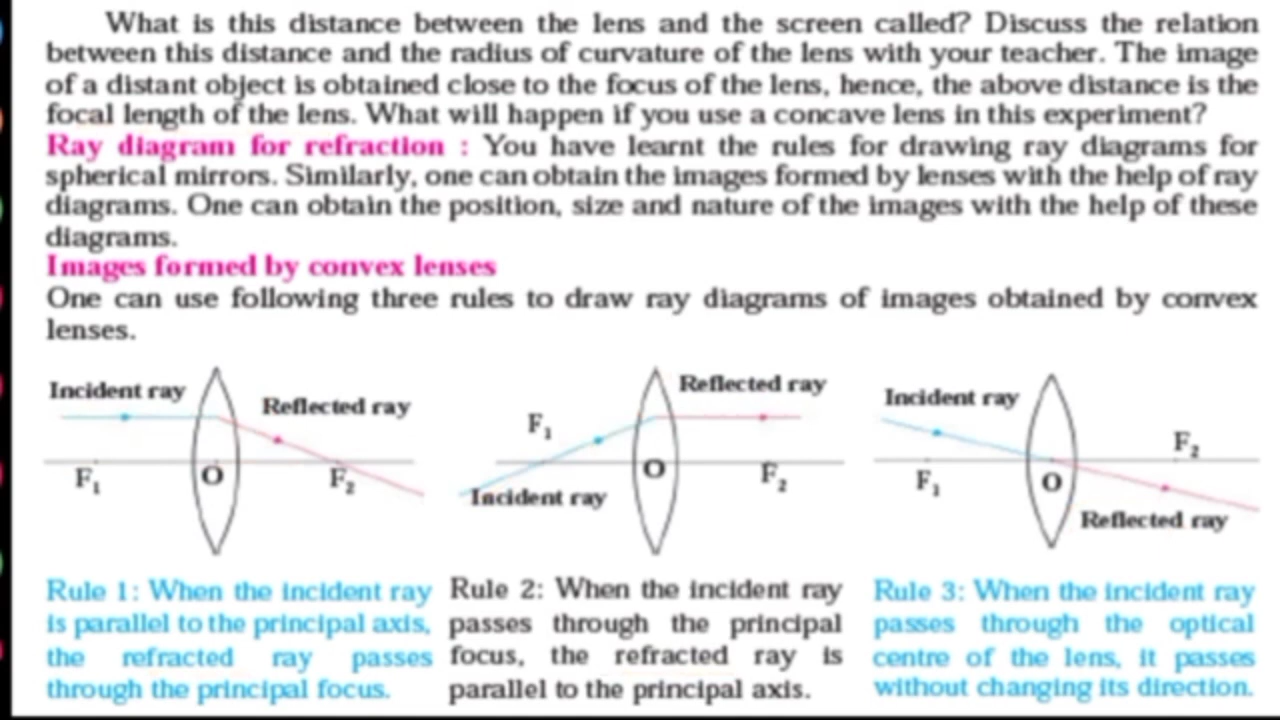 What is this distance between the lens and the screen called? Discuss the relation
between this distance and the radius of curvature of the lens with your teacher. The image
of a distant object is obtained close to the focus of the lens, hence, the above distance is the
focal length of the lens. What will happen if you use a concave lens in this experiment?
Ray diagram for refraction : You have learnt the rules for drawing ray diagrams for
spherical mirrors. Similarly, one can obtain the images formed by lenses with the help of ray
diagrams. One can obtain the position, size and nature of the images with the help of these
diagrams.
Images formed by convex lenses
One can use following three rules to draw ray diagrams of images obtained by convex
lenses.
Incident ray
Reflected ray
F₁
O
F₂
Reflected ray
F₁
O
F₂
Incident ray
Incident ray
F₂
F₁
O
Reflected ray
Rule 1: When the incident ray
is parallel to the principal axis,
the refracted ray passes
through the principal focus.
Rule 2: When the incident ray
passes through the principal
focus, the refracted ray is
parallel to the principal axis.
Rule 3: When the incident ray
passes through the optical
centre of the lens, it passes
without changing its direction.